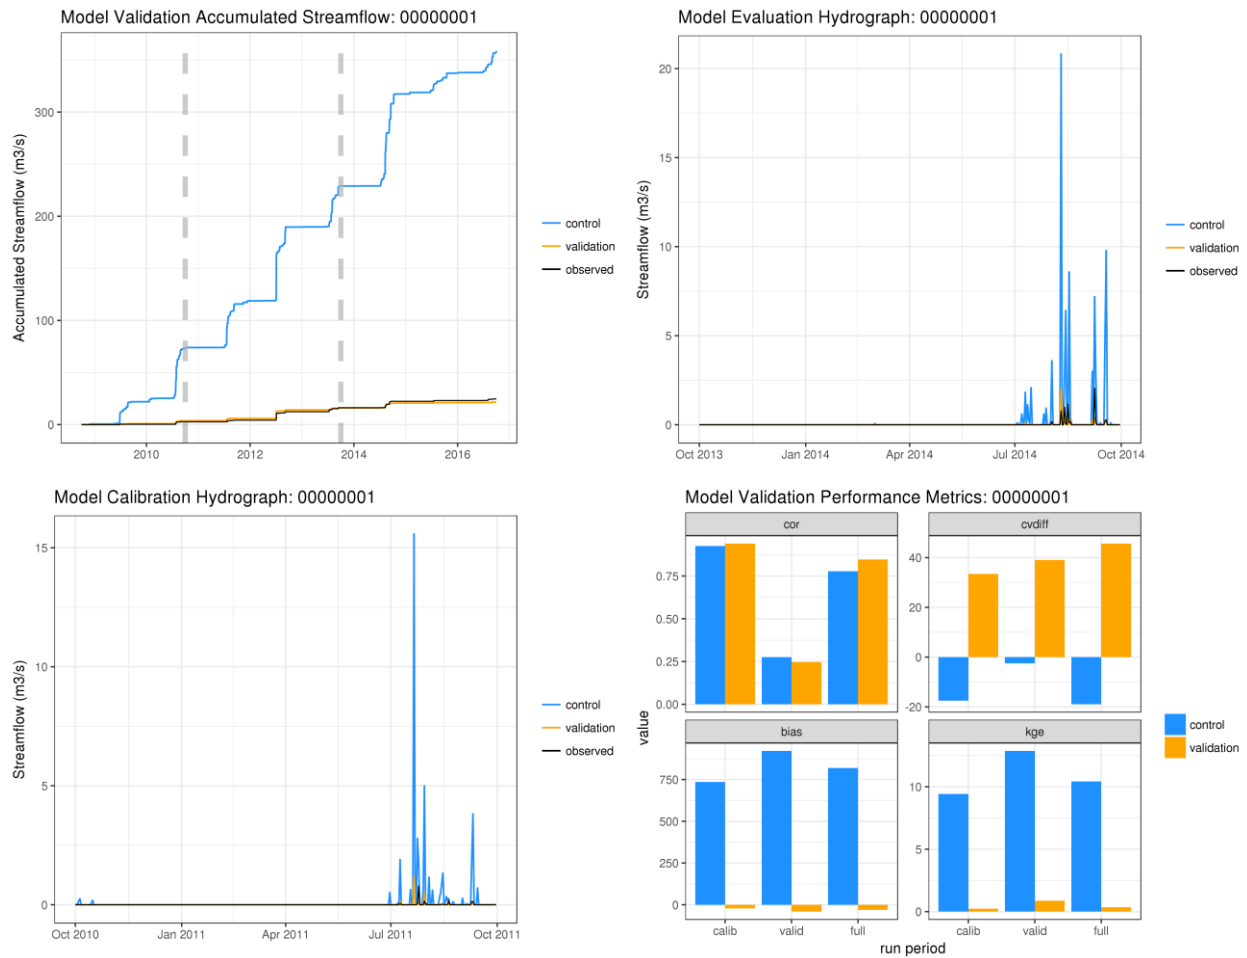 Model Validation Accumulated Streamflow: 00000001
Accumulated Streamflow (m3/s)
300
200
100
0
2010
2012
2014
2016
control
validation
observed
Model Evaluation Hydrograph: 00000001
Streamflow (m3/s)
20
15
10
5
0
Oct 2013
Jan 2014
Apr 2014
Jul 2014
Oct 2014
control
validation
observed
Model Calibration Hydrograph: 00000001
Streamflow (m3/s)
15
10
5
0
Oct 2010
Jan 2011
Apr 2011
Jul 2011
Oct 2011
control
validation
observed
Model Validation Performance Metrics: 00000001
value
cor
0.75
0.50
0.25
0.00
cvdiff
40
20
0
-20
bias
750
500
250
0
kge
10
5
0
calib
valid
full
calib
valid
full
run period
control
validation